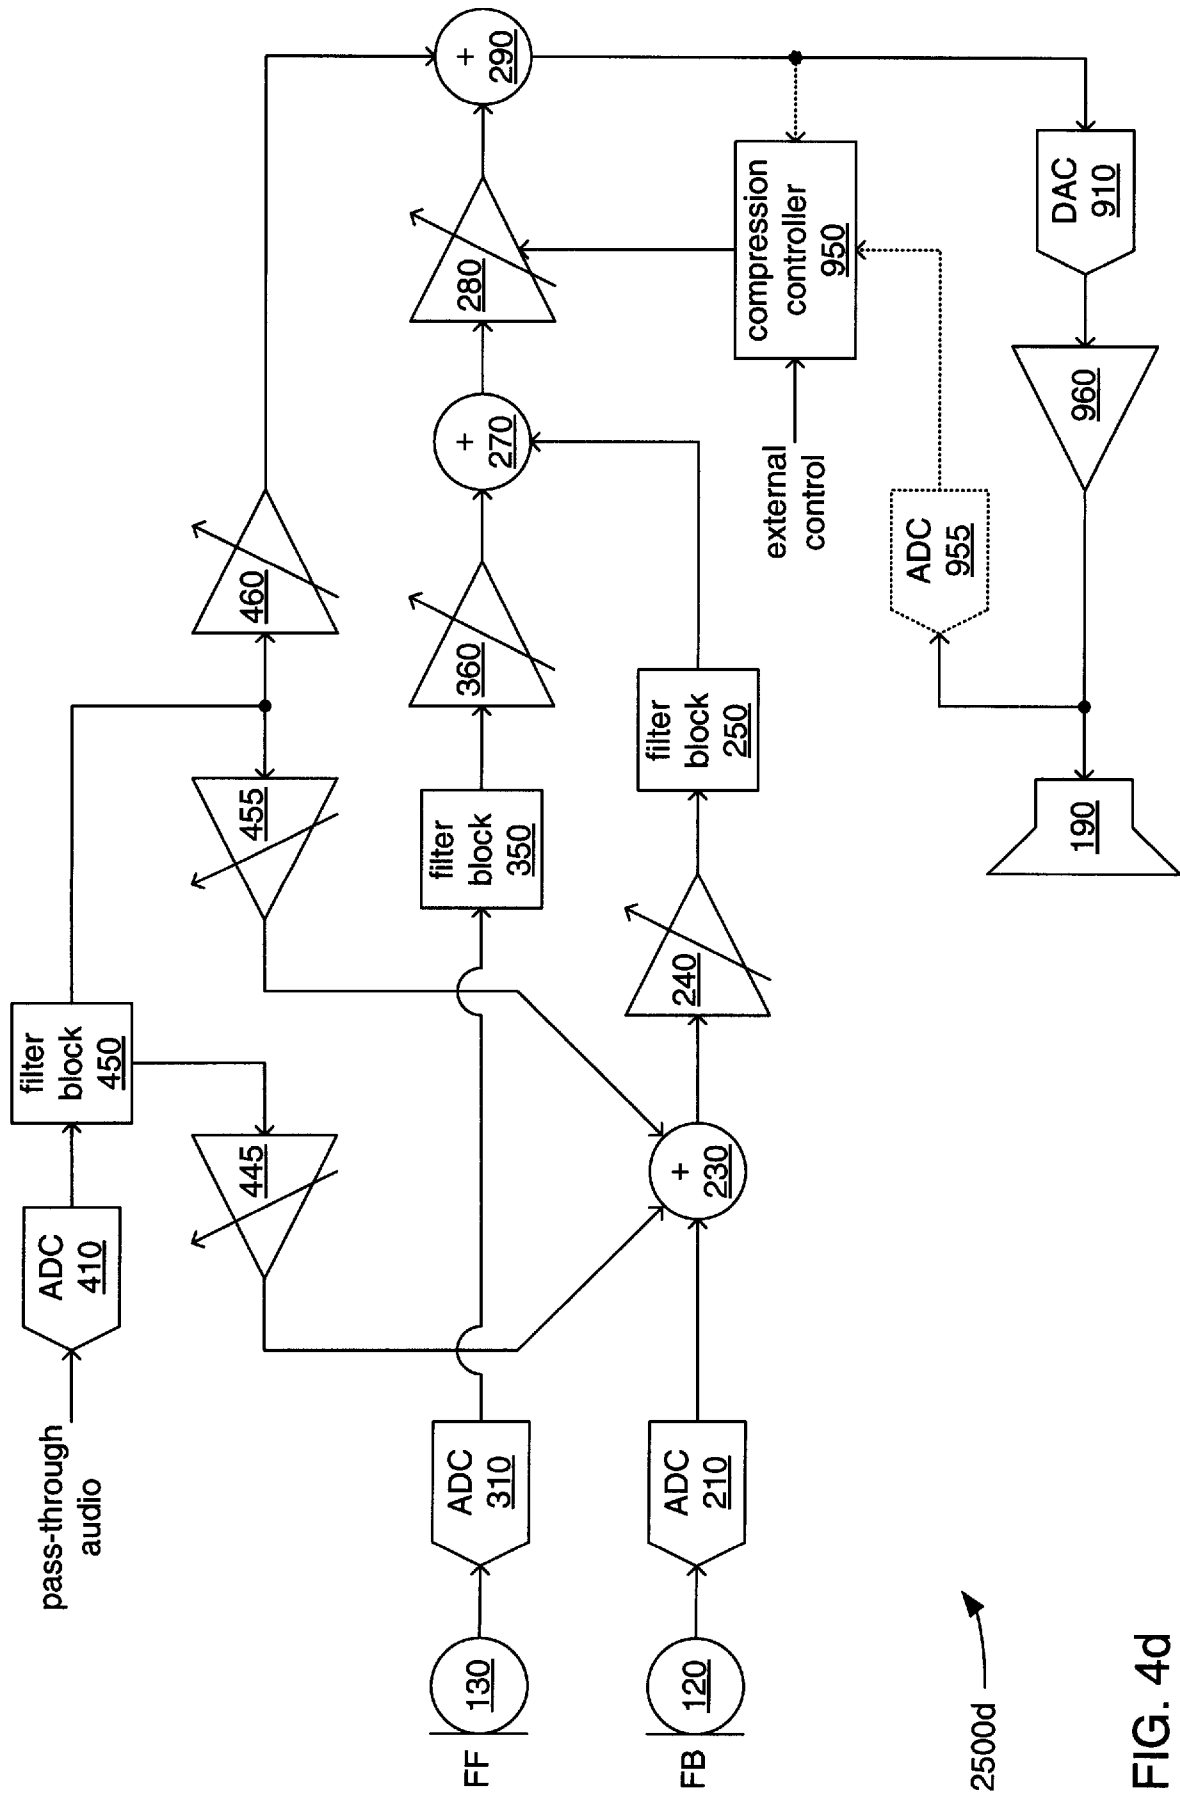 pass-through
audio
ADC
410
filter
block
450
445
455
460
+
290
FF
130
ADC
310
filter
block
350
360
+
270
280
FB
120
ADC
210
+
230
240
filter
block
250
external
control
compression
controller
950
ADC
955
DAC
910
960
190
2500d
FIG. 4d